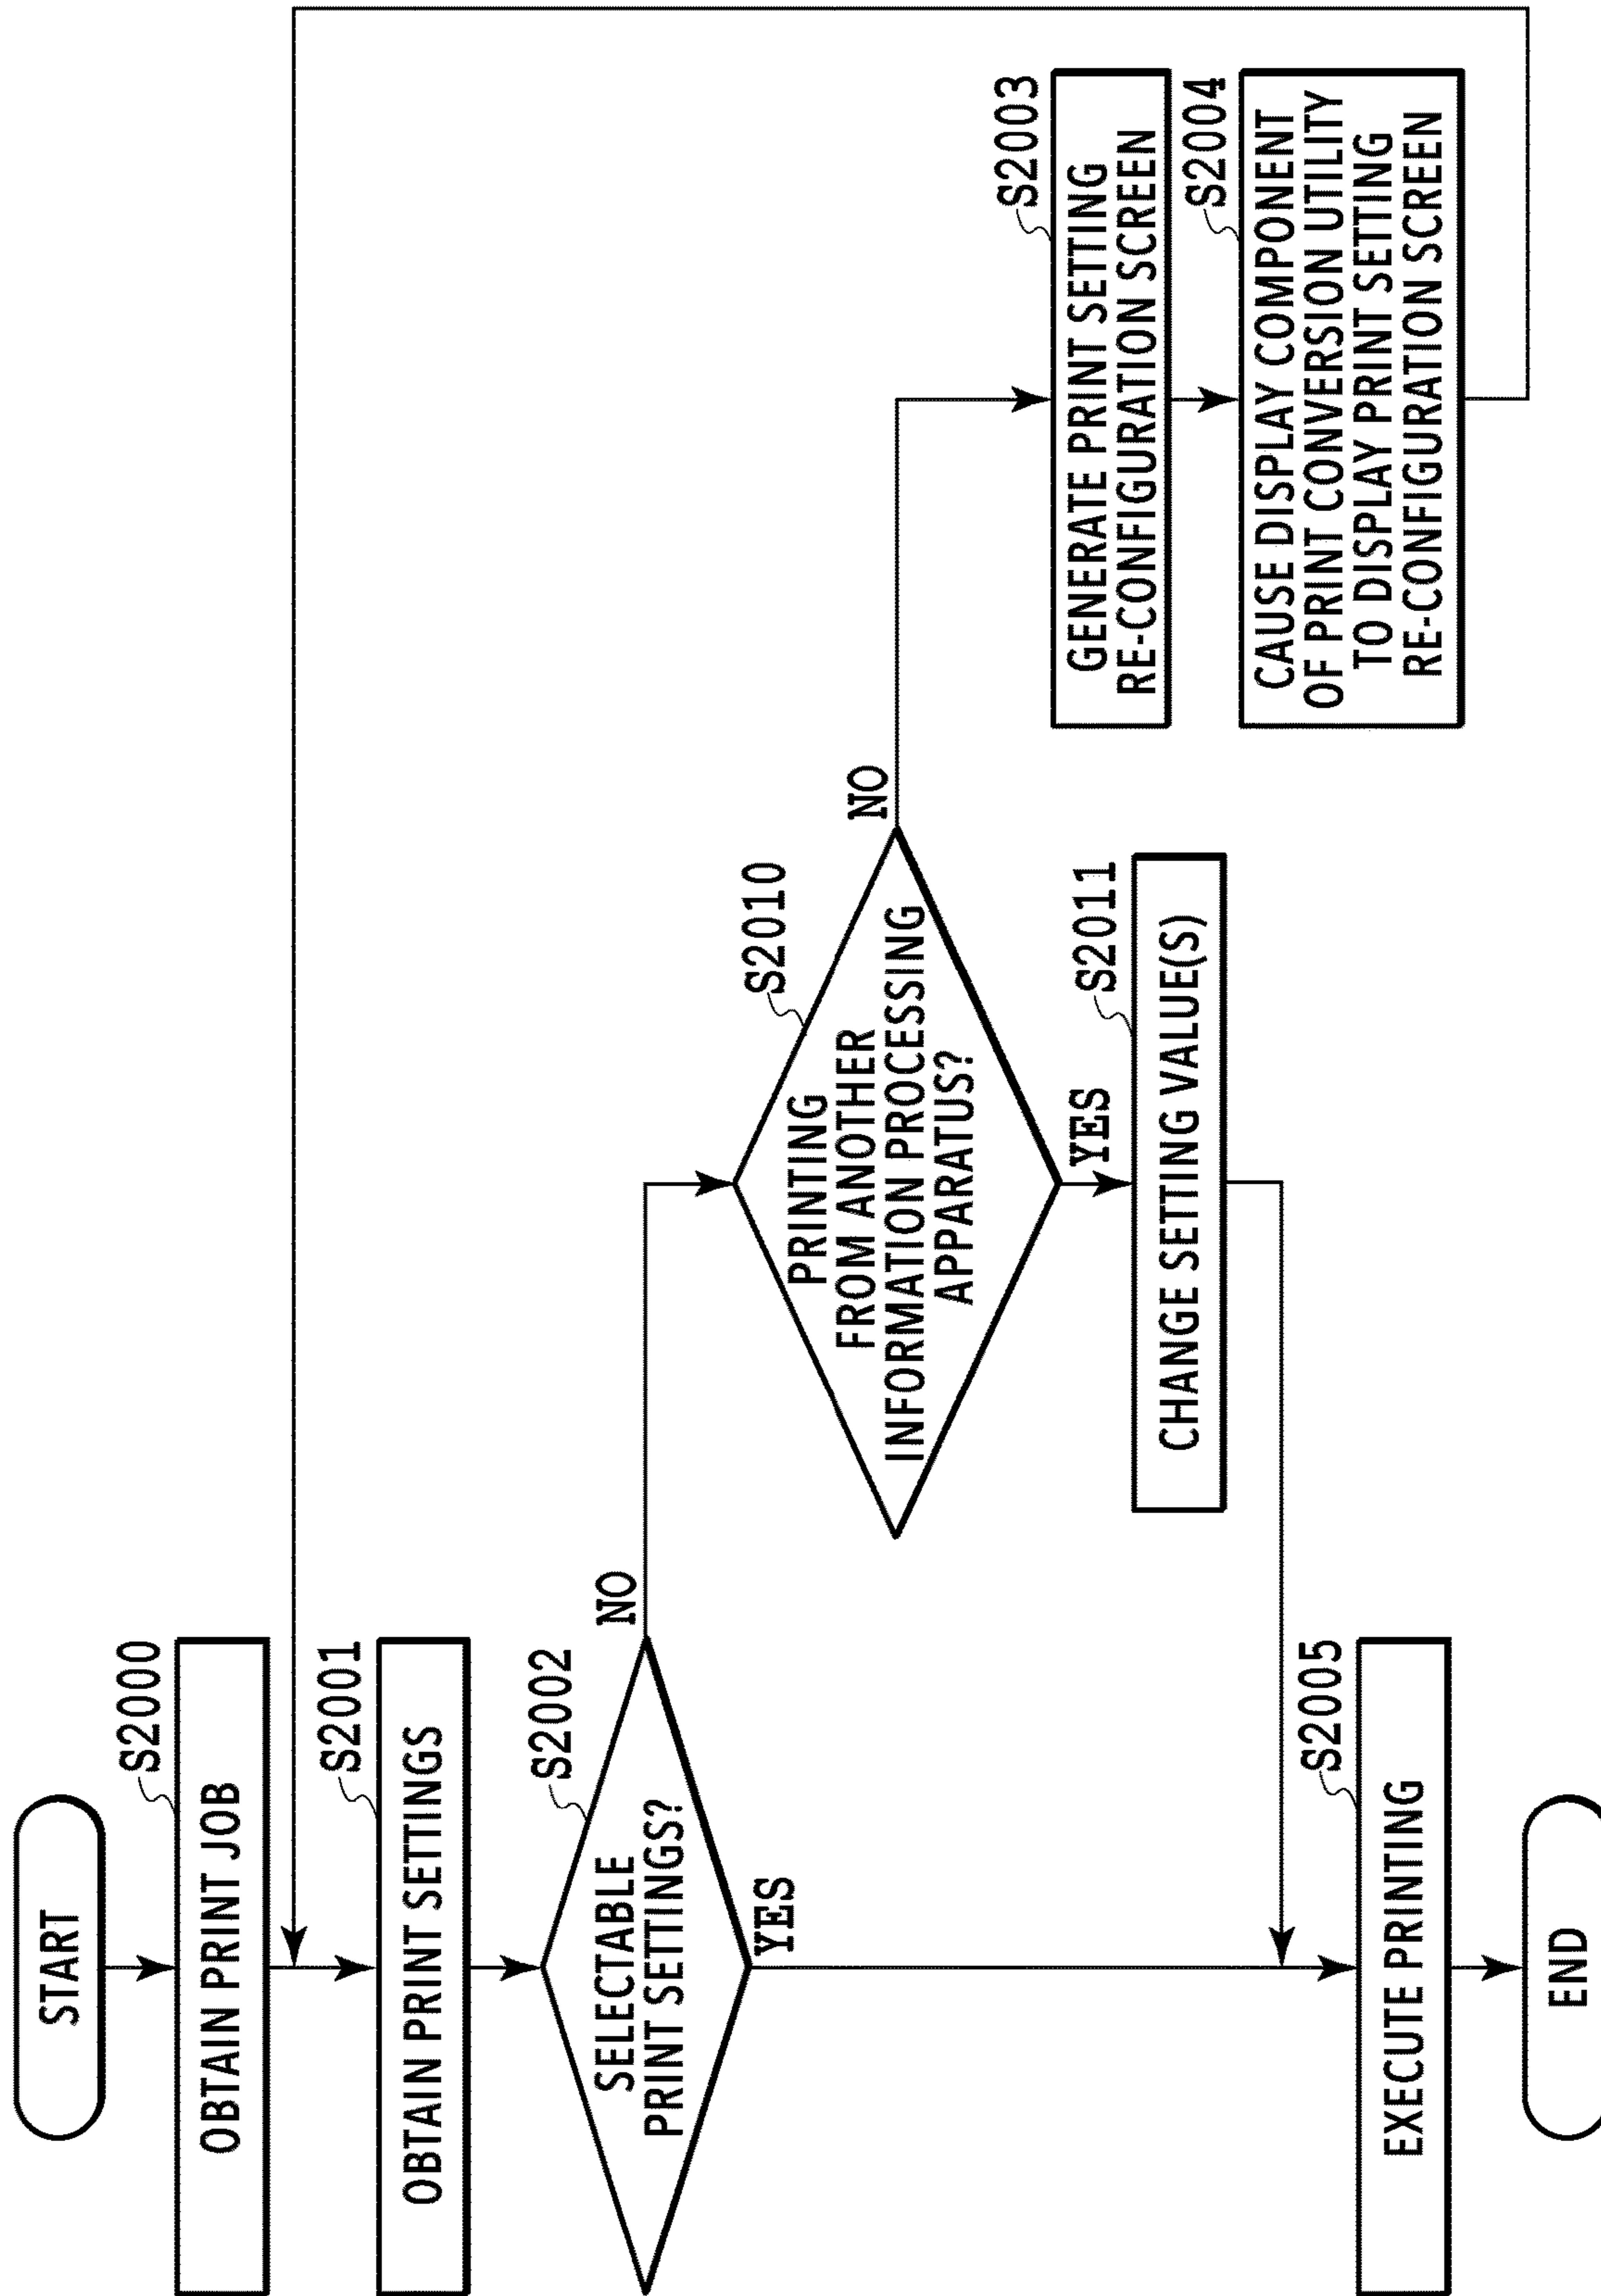 START
S2000
OBTAIN PRINT JOB
S2001
OBTAIN PRINT SETTINGS
S2002
SELECTABLE
PRINT SETTINGS?
NO
YES
S2010
PRINTING
FROM ANOTHER
INFORMATION PROCESSING
APPARATUS?
NO
YES
S2003
GENERATE PRINT SETTING
RE-CONFIGURATION SCREEN
S2011
CHANGE SETTING VALUE(S)
S2004
CAUSE DISPLAY COMPONENT
OF PRINT CONVERSION UTILITY
TO DISPLAY PRINT SETTING
RE-CONFIGURATION SCREEN
S2005
EXECUTE PRINTING
END